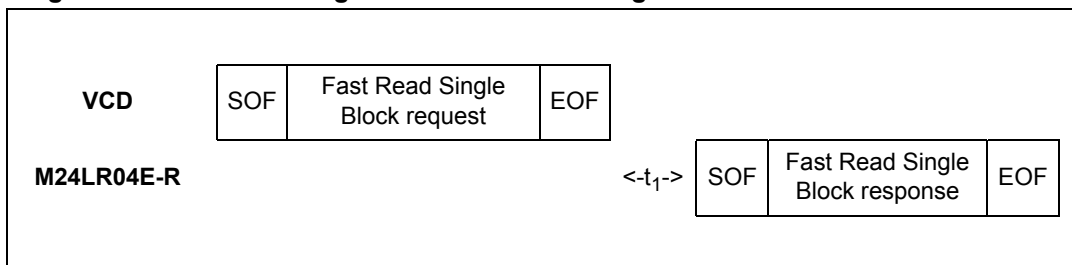 VCD
SOF
Fast Read Single
Block request
EOF
M24LR04E-R
<-t1->
SOF
Fast Read Single
Block response
EOF